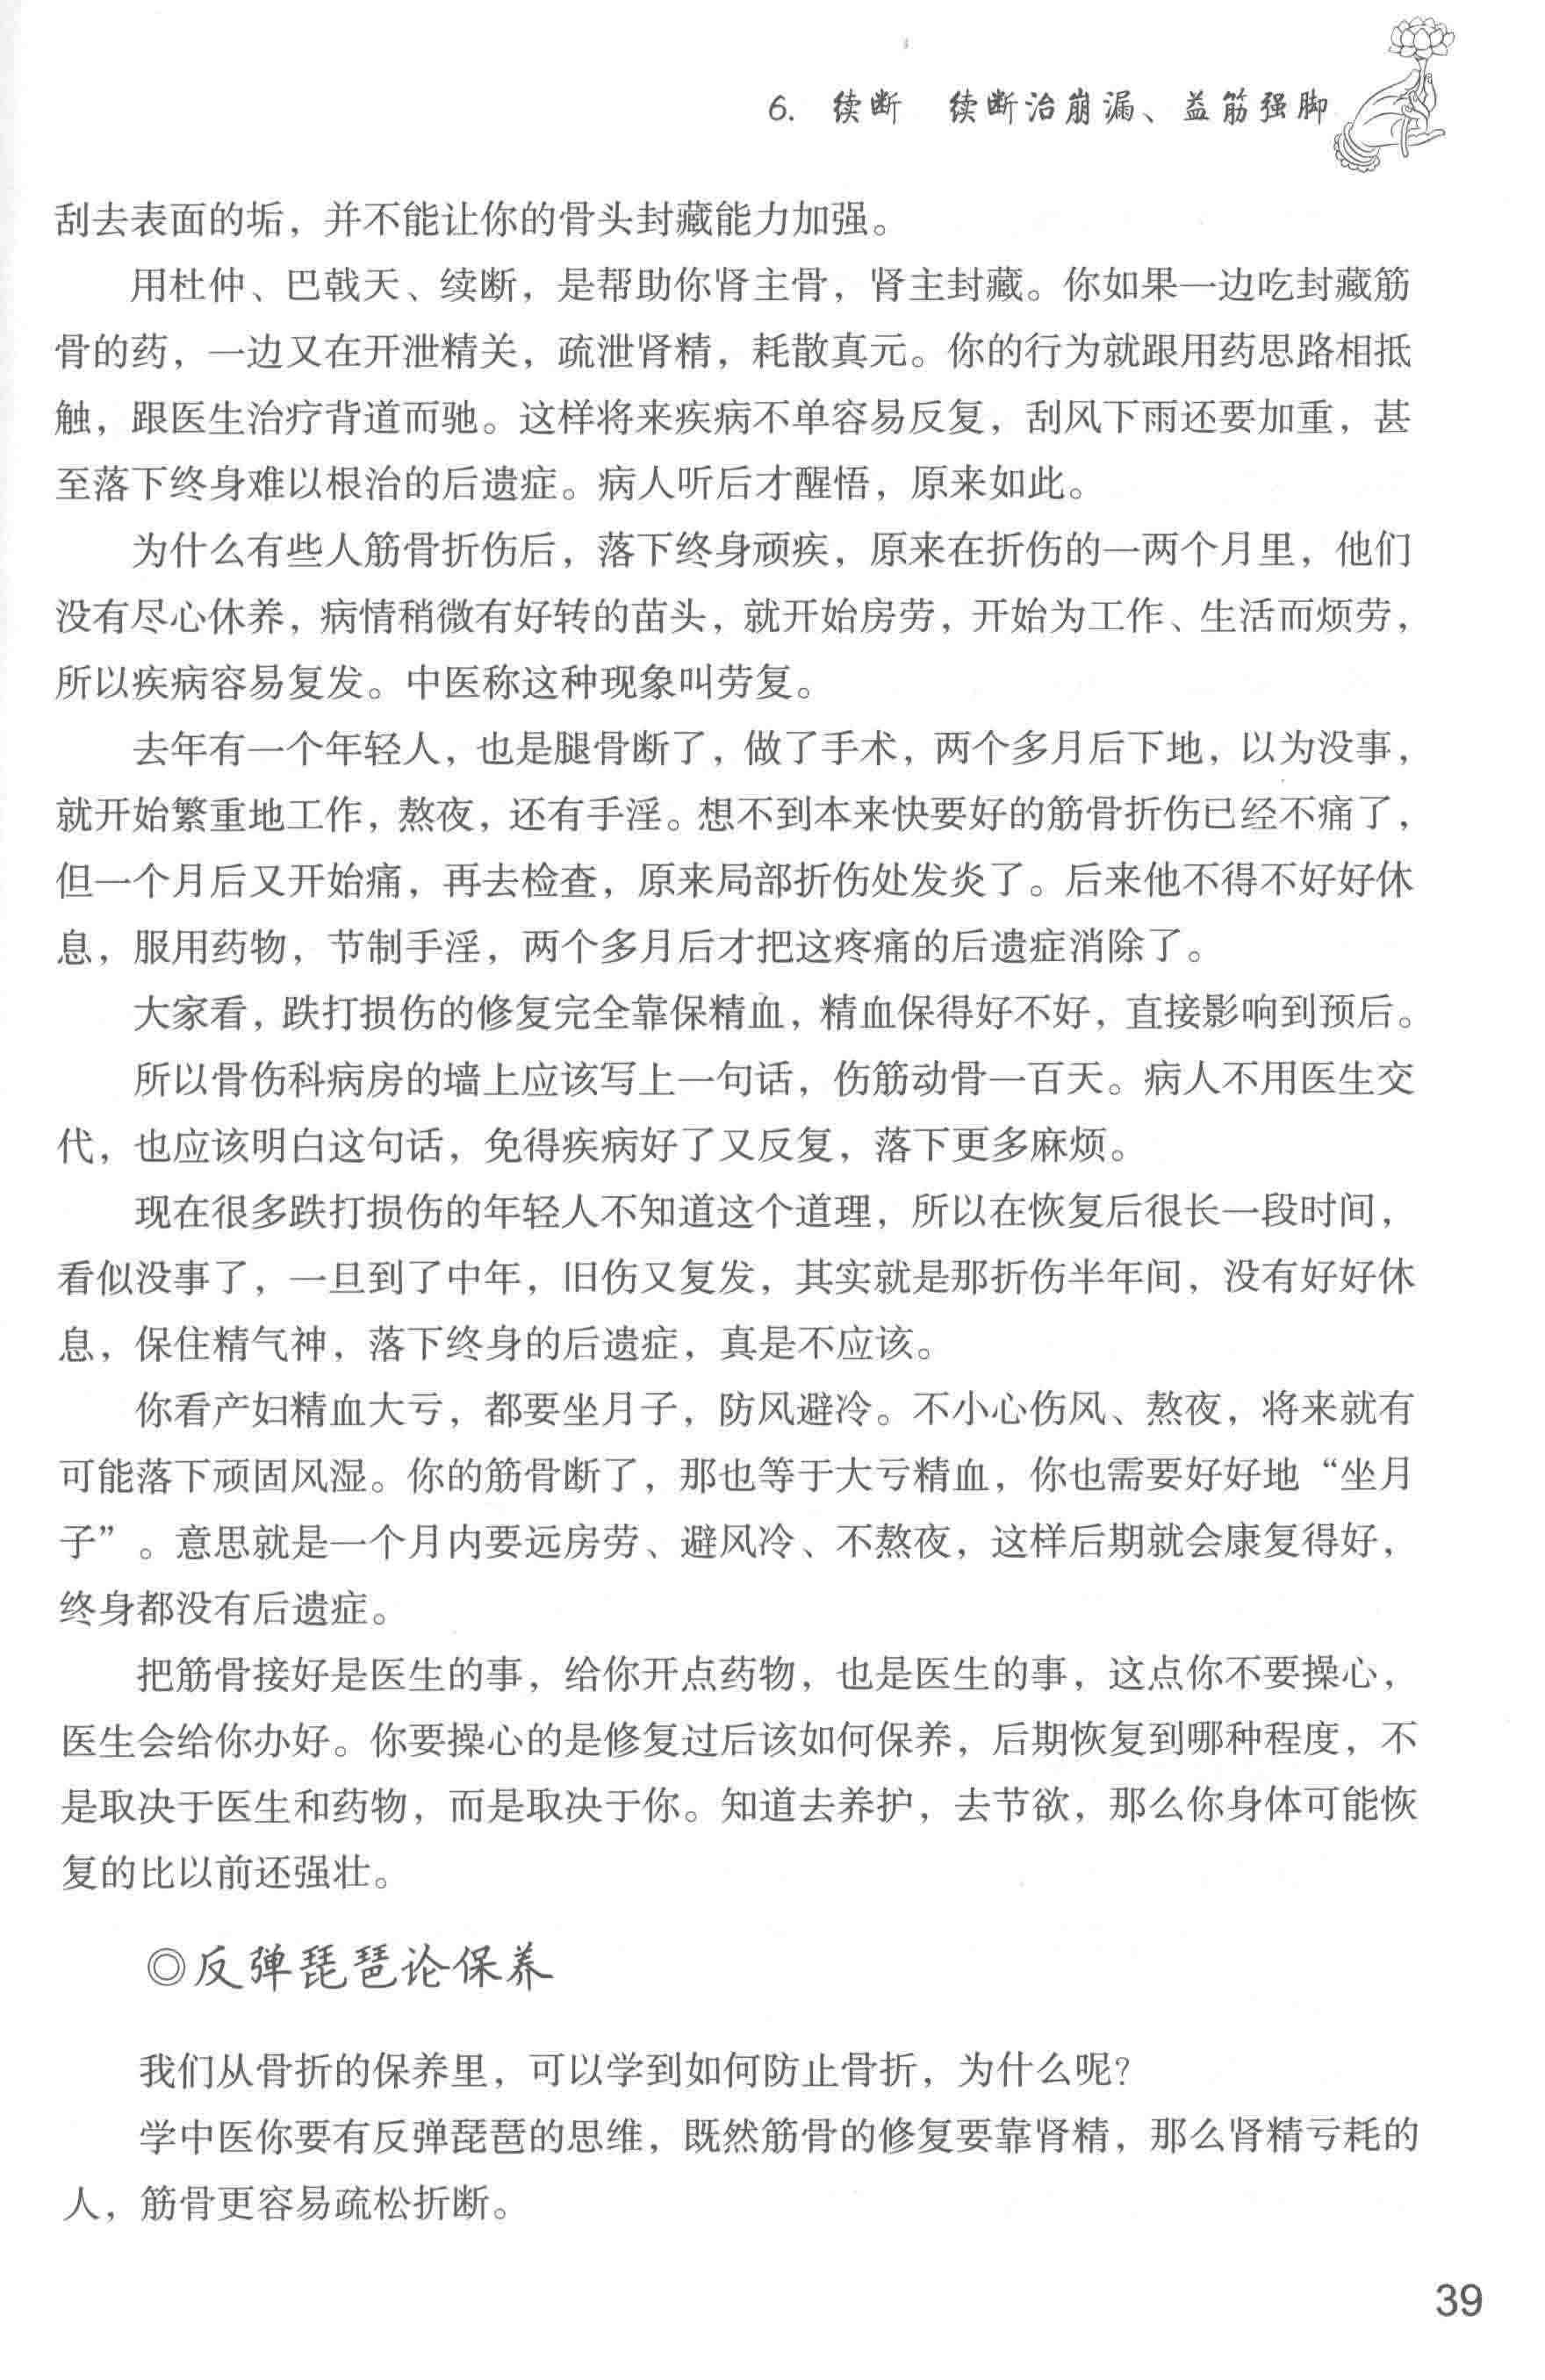 6. 续断　续断治崩漏、益筋强脚
刮去表面的垢，并不能让你的骨头封藏能力加强。
用杜仲、巴戟天、续断，是帮助你肾主骨，肾主封藏。你如果一边吃封藏筋
骨的药，一边又在开泄精关，疏泄肾精，耗散真元。你的行为就跟用药思路相抵
触，跟医生治疗背道而驰。这样将来疾病不单容易反复，刮风下雨还要加重，甚
至落下终身难以根治的后遗症。病人听后才醒悟，原来如此。
为什么有些人筋骨折伤后，落下终身顽疾，原来在折伤的一两个月里，他们
没有尽心休养，病情稍微有好转的苗头，就开始房劳，开始为工作、生活而烦劳，
所以疾病容易复发。中医称这种现象叫劳复。
去年有一个年轻人，也是腿骨断了，做了手术，两个多月后下地，以为没事，
就开始繁重地工作，熬夜，还有手淫。想不到本来快要好的筋骨折伤已经不痛了，
但一个月后又开始痛，再去检查，原来局部折伤处发炎了。后来他不得不好好休
息，服用药物，节制手淫，两个多月后才把这疼痛的后遗症消除了。
大家看，跌打损伤的修复完全靠保精血，精血保得好不好，直接影响到预后。
所以骨伤科病房的墙上应该写上一句话，伤筋动骨一百天。病人不用医生交
代，也应该明白这句话，免得疾病好了又反复，落下更多麻烦。
现在很多跌打损伤的年轻人不知道这个道理，所以在恢复后很长一段时间，
看似没事了，一旦到了中年，旧伤又复发，其实就是那折伤半年间，没有好好休
息，保住精气神，落下终身的后遗症，真是不应该。
你看产妇精血大亏，都要坐月子，防风避冷。不小心伤风、熬夜，将来就有
可能落下顽固风湿。你的筋骨断了，那也等于大亏精血，你也需要好好地“坐月
子”。意思就是一个月内要远房劳、避风冷、不熬夜，这样后期就会康复得好，
终身都没有后遗症。
把筋骨接好是医生的事，给你开点药物，也是医生的事，这点你不要操心，
医生会给你办好。你要操心的是修复过后该如何保养，后期恢复到哪种程度，不
是取决于医生和药物，而是取决于你。知道去养护，去节欲，那么你身体可能恢
复的比以前还强壮。
◎反弹琵琶论保养
我们从骨折的保养里，可以学到如何防止骨折，为什么呢？
学中医你要有反弹琵琶的思维，既然筋骨的修复要靠肾精，那么肾精亏耗的
人，筋骨更容易疏松折断。
39